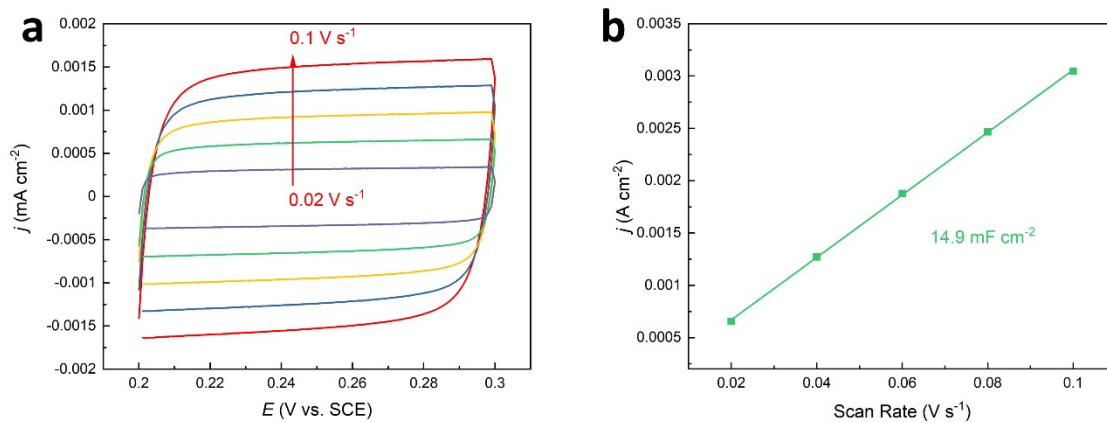 a
0.002
0.0015
0.001
0.0005
0
-0.0005
-0.001
-0.0015
-0.002
j (mA cm⁻²)
0.1 V s⁻¹
0.02 V s⁻¹
0.2 0.22 0.24 0.26 0.28 0.3
E (V vs. SCE)
b
0.0035
0.003
0.0025
0.002
0.0015
0.001
0.0005
j (A cm⁻²)
14.9 mF cm⁻²
0.02 0.04 0.06 0.08 0.1
Scan Rate (V s⁻¹)